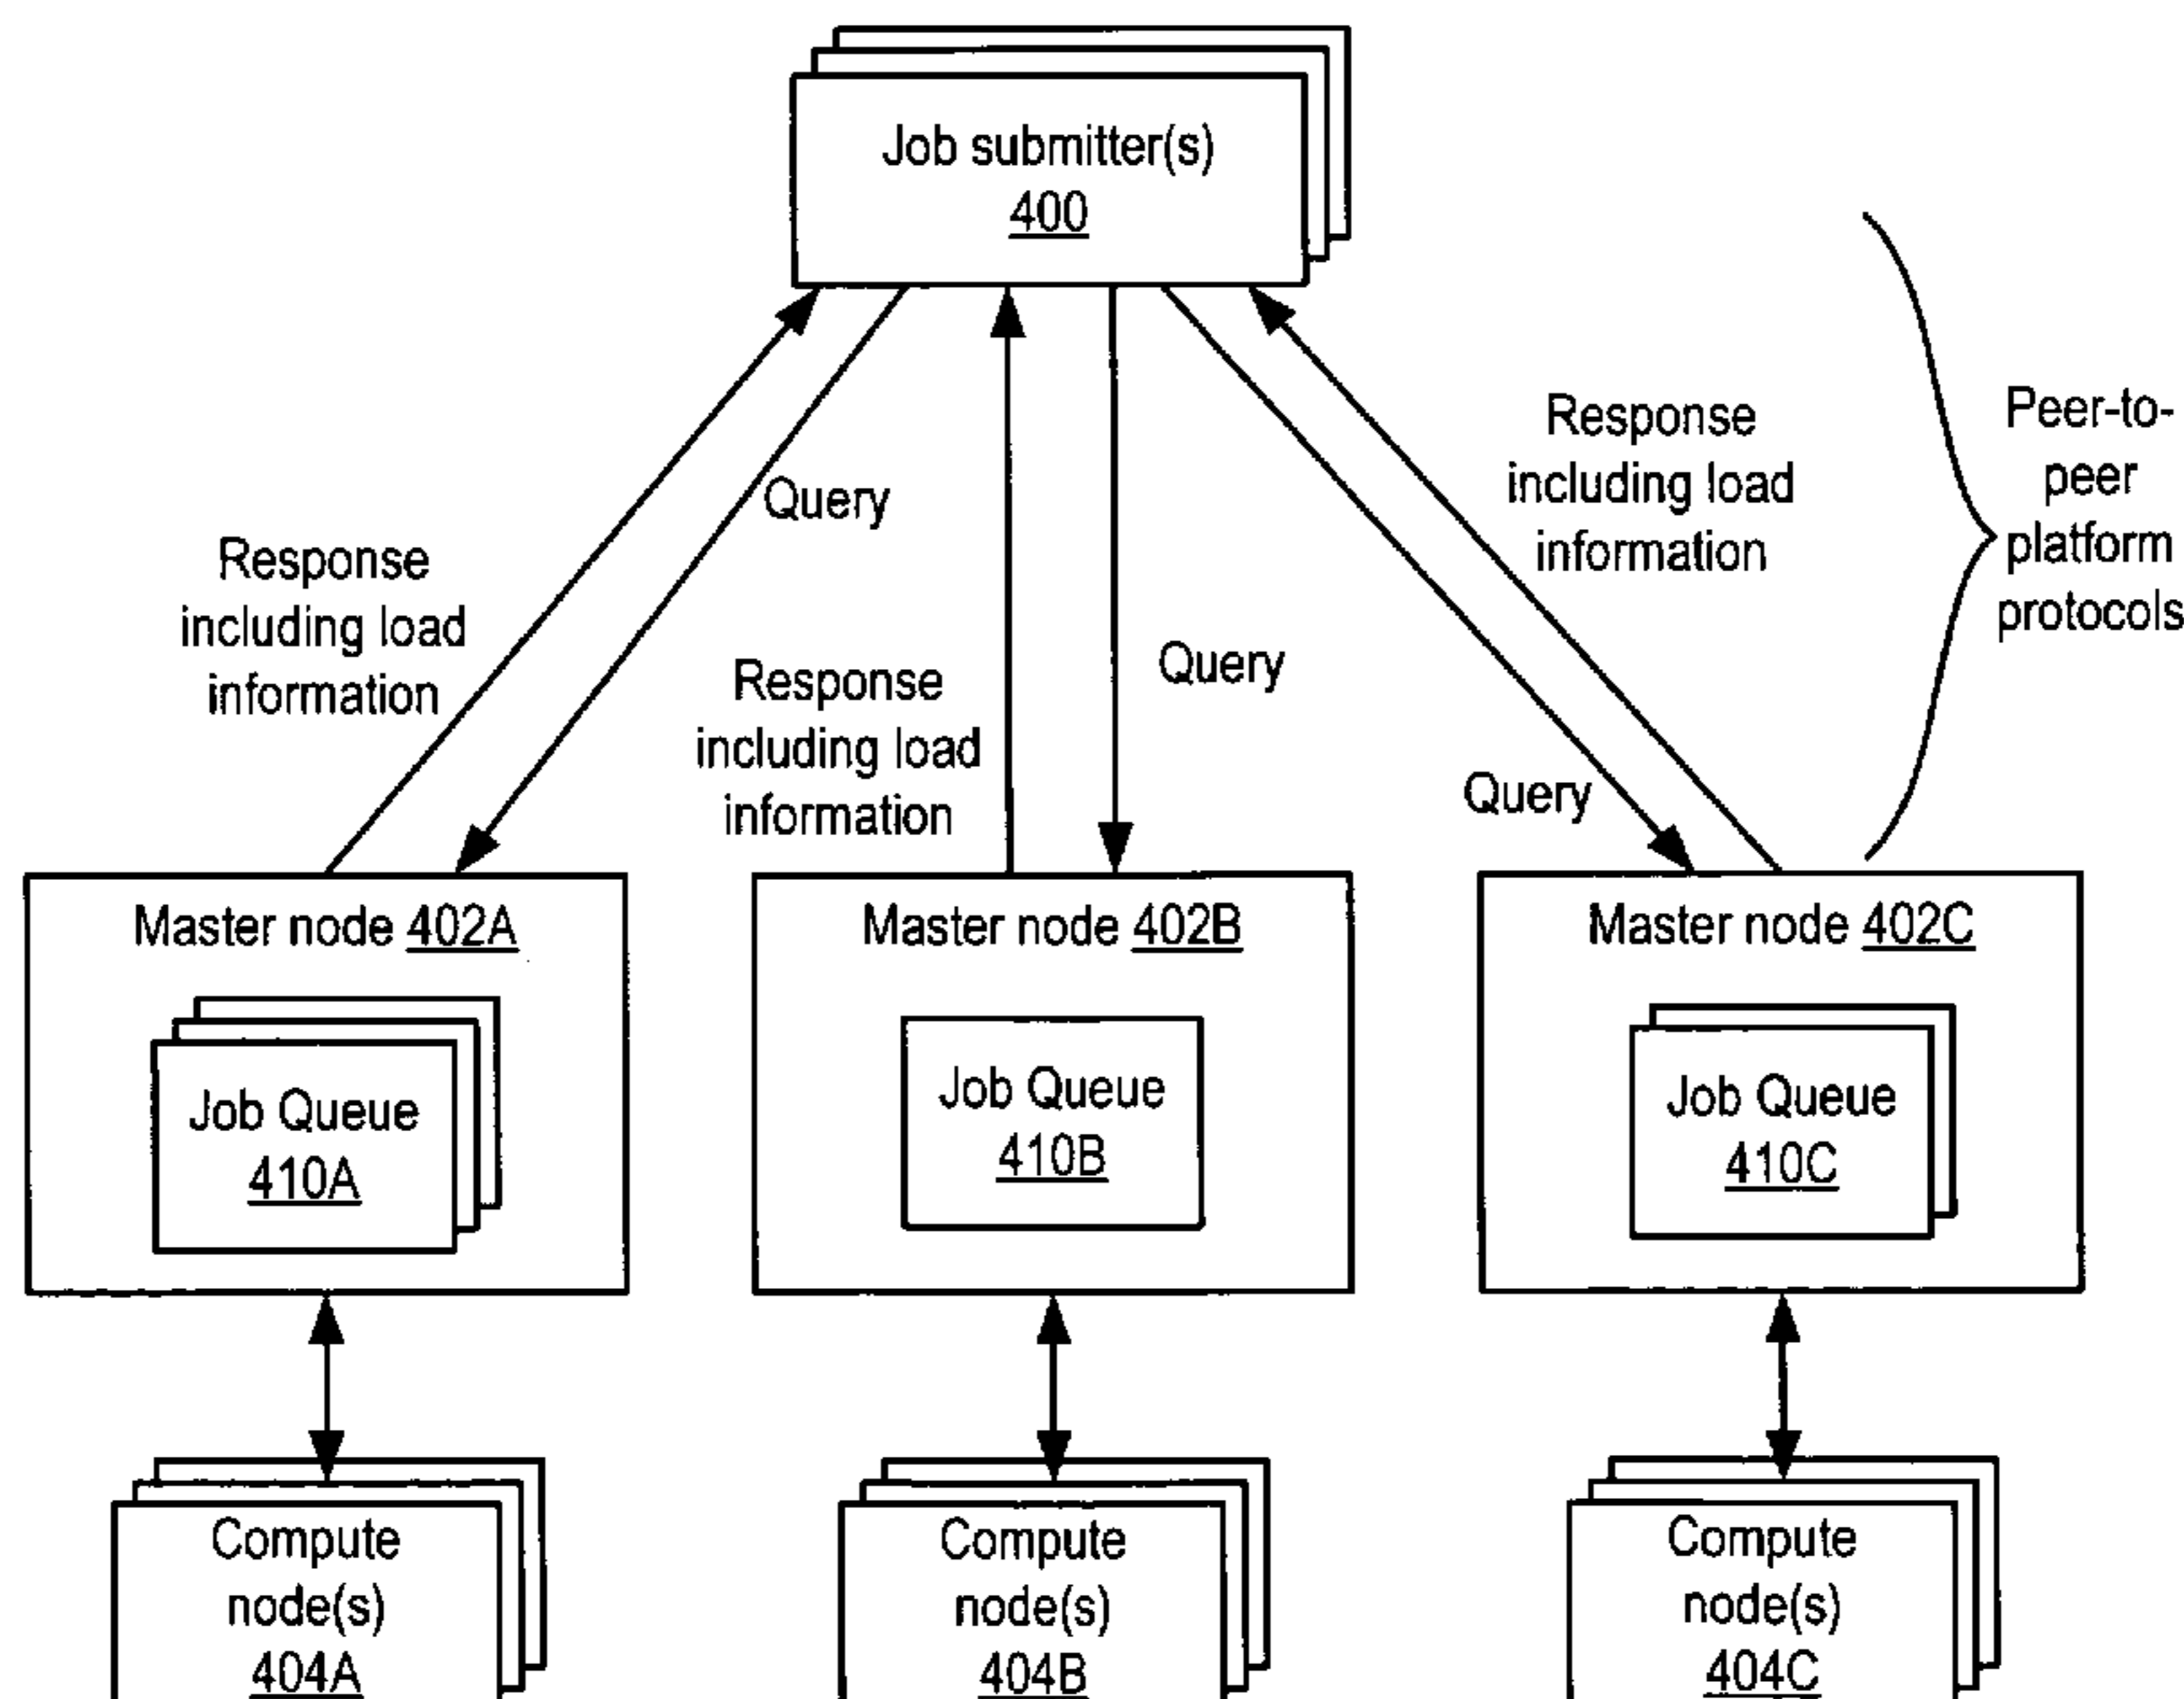 Job submitter(s)
400
Response
including load
information
Query
Response
including load
information
Query
Response
including load
information
Query
Peer-to-
peer
platform
protocols
Master node 402A
Job Queue
410A
Master node 402B
Job Queue
410B
Master node 402C
Job Queue
410C
Compute
node(s)
404A
Compute
node(s)
404B
Compute
node(s)
404C